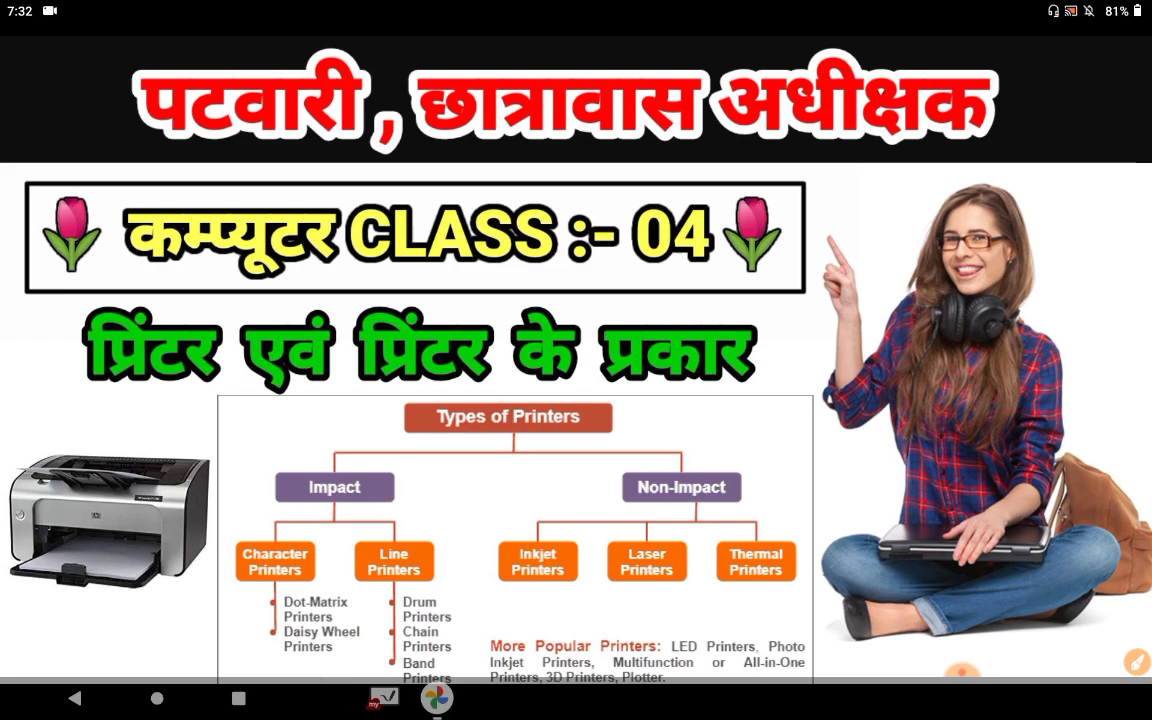 7:32
81%
पटवारी , छात्रावास अधीक्षक
कम्प्यूटर CLASS :- 04
प्रिंटर एवं प्रिंटर के प्रकार
Types of Printers
Impact
Non-Impact
Character
Printers
Line
Printers
Inkjet
Printers
Laser
Printers
Thermal
Printers
Dot-Matrix
Printers
Daisy Wheel
Printers
Drum
Printers
Chain
Printers
Band
Printers
More Popular Printers: LED Printers, Photo
Inkjet Printers, Multifunction or All-in-One
Printers, 3D Printers, Plotter.
hp
my